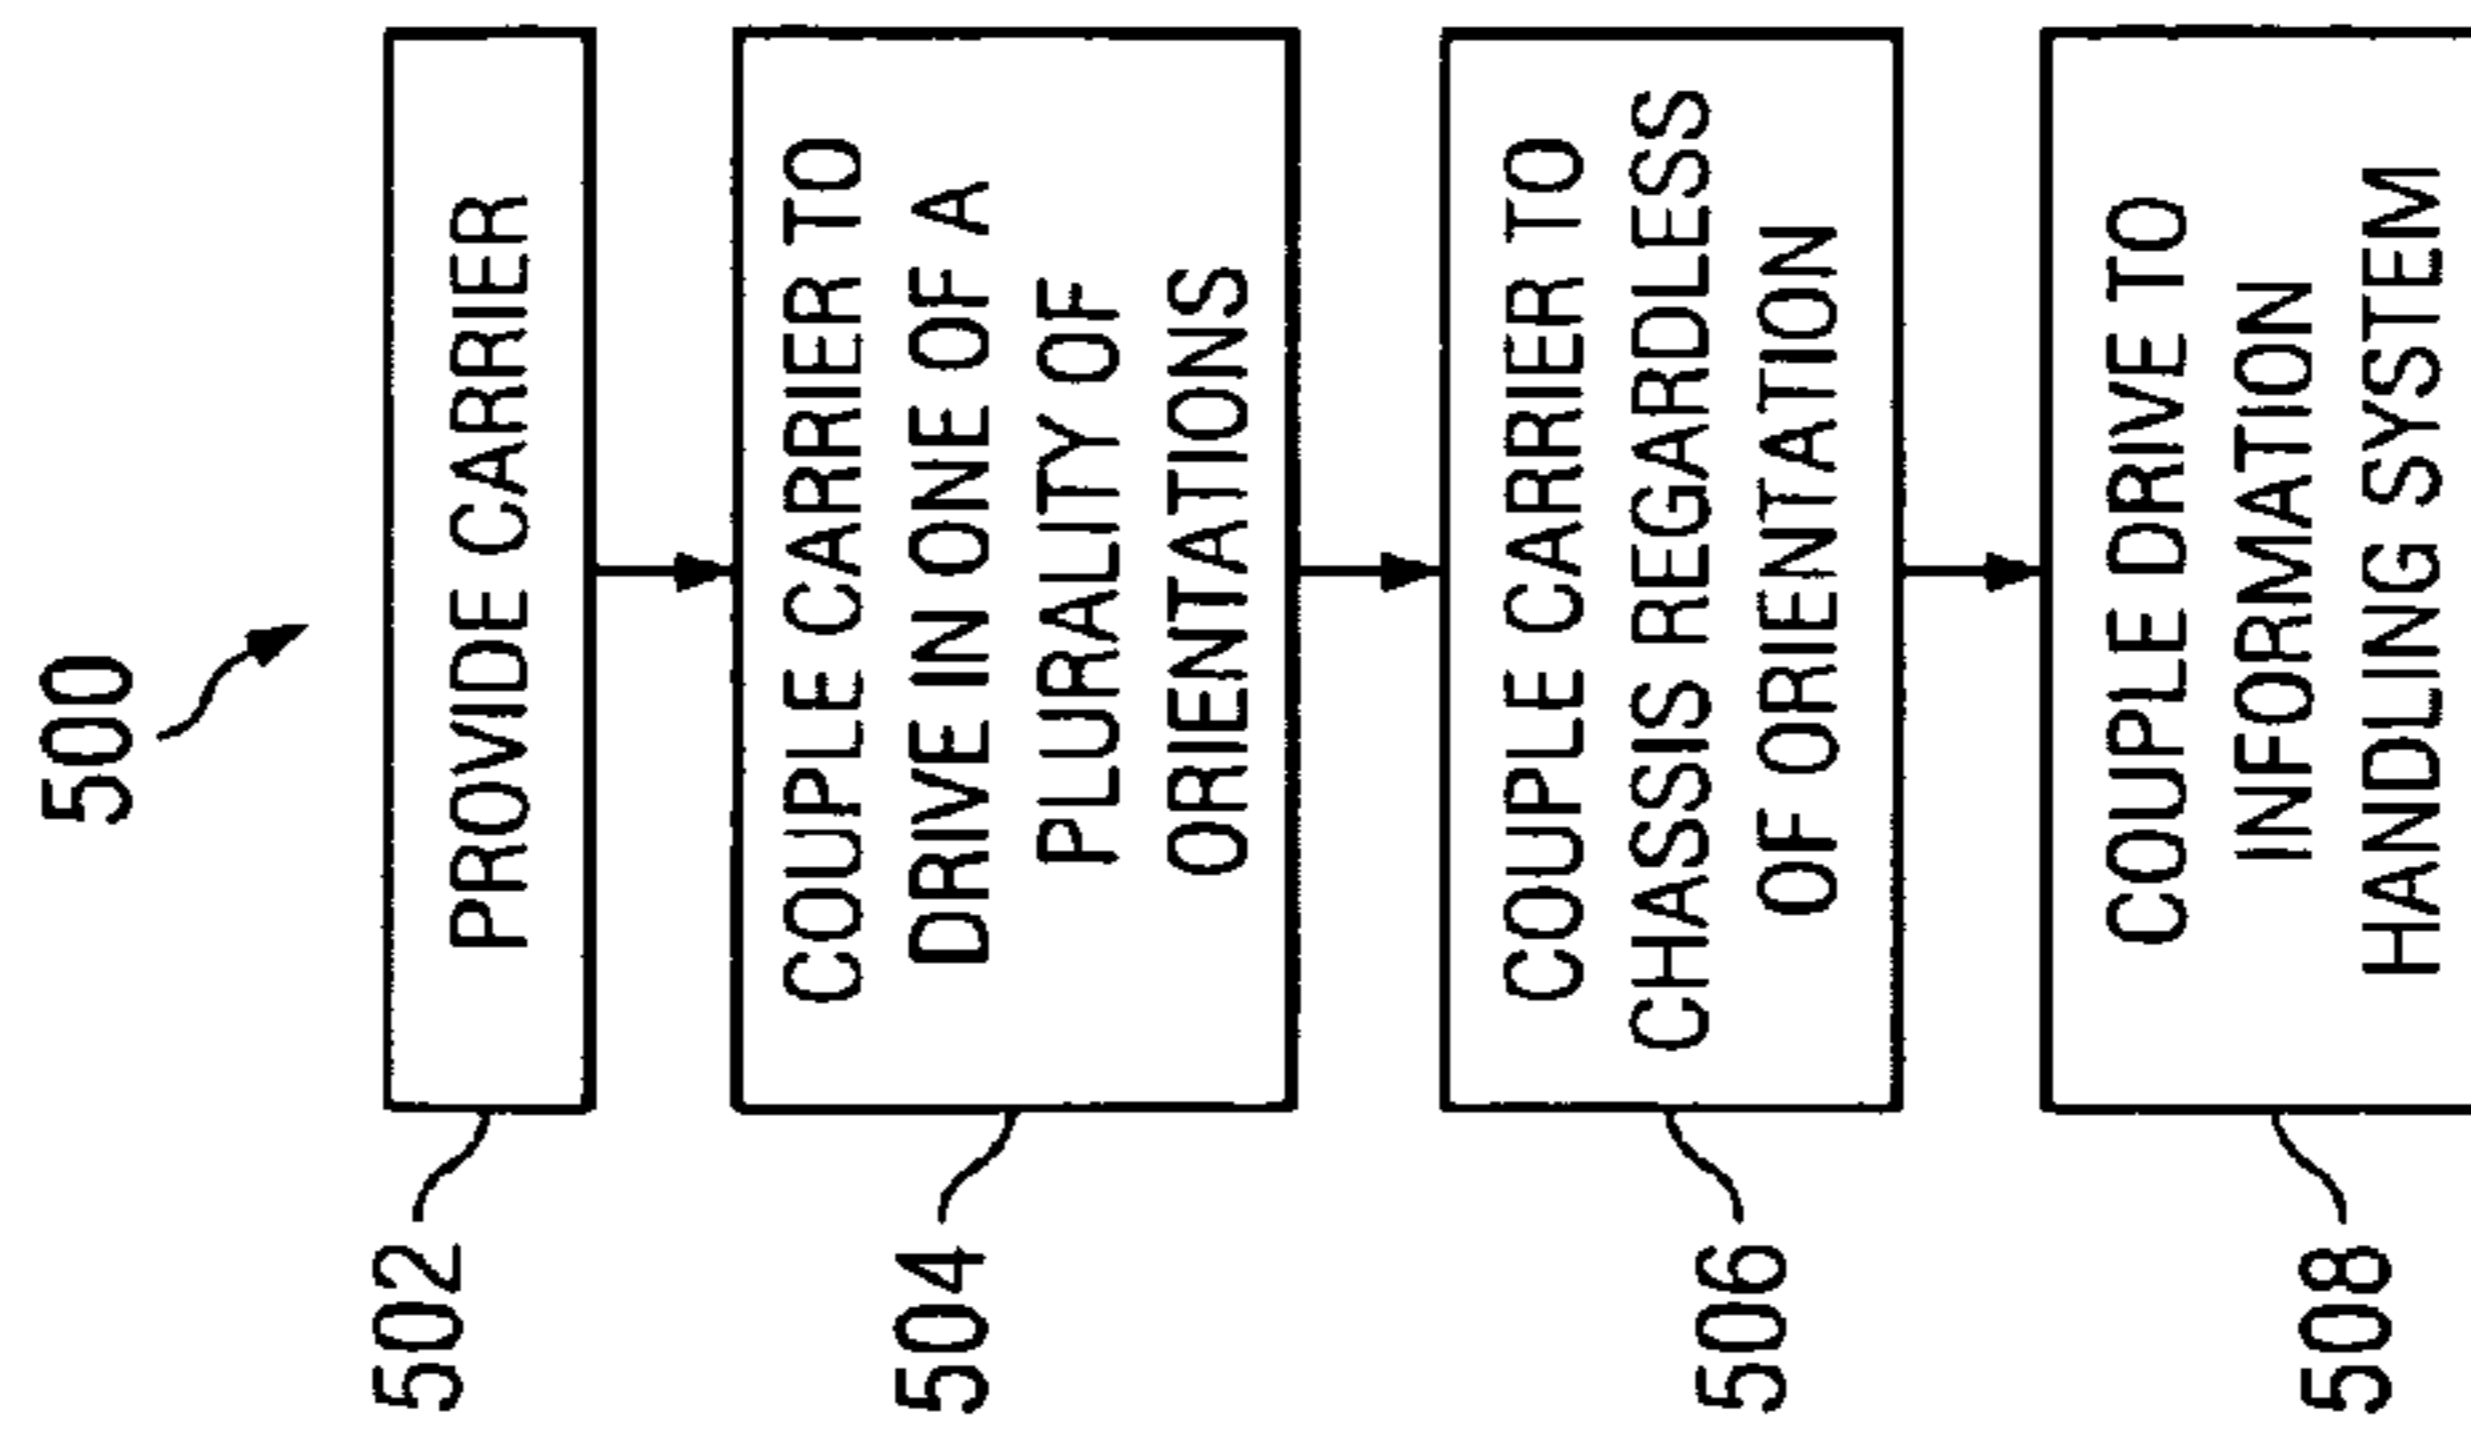 500
502
PROVIDE CARRIER
504
COUPLE CARRIER TO
DRIVE IN ONE OF A
PLURALITY OF
ORIENTATIONS
506
COUPLE CARRIER TO
CHASSIS REGARDLESS
OF ORIENTATION
508
COUPLE DRIVE TO
INFORMATION
HANDLING SYSTEM